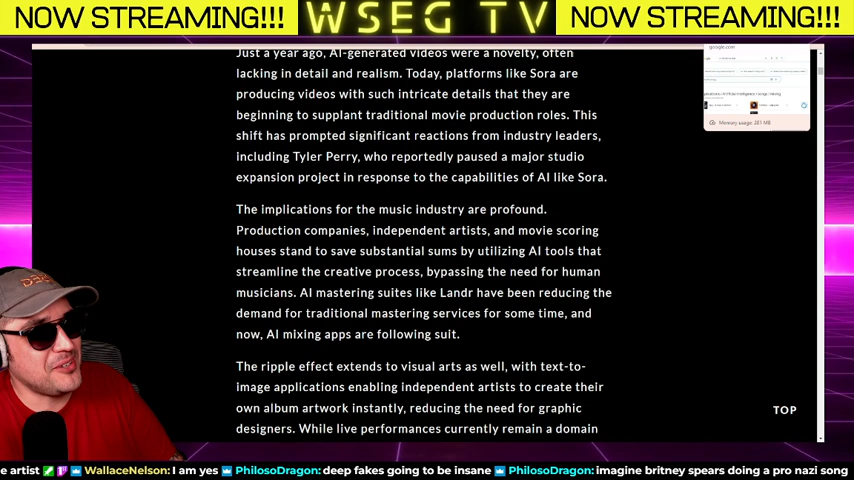 NOW STREAMING!!! WSEG TV NOW STREAMING!!!
Just a year ago, AI-generated videos were a novelty, often
lacking in detail and realism. Today, platforms like Sora are
producing videos with such intricate details that they are
beginning to supplant traditional movie production roles. This
shift has prompted significant reactions from industry leaders,
including Tyler Perry, who reportedly paused a major studio
expansion project in response to the capabilities of AI like Sora.
The implications for the music industry are profound.
Production companies, independent artists, and movie scoring
houses stand to save substantial sums by utilizing AI tools that
streamline the creative process, bypassing the need for human
musicians. AI mastering suites like Landr have been reducing the
demand for traditional mastering services for some time, and
now, AI mixing apps are following suit.
The ripple effect extends to visual arts as well, with text-to-
image applications enabling independent artists to create their
own album artwork instantly, reducing the need for graphic
designers. While live performances currently remain a domain
google.com
Memory usage: 281 MB
TOP
e artist WallaceNelson: I am yes PhilosoDragon: deep fakes going to be insane PhilosoDragon: imagine britney spears doing a pro nazi song